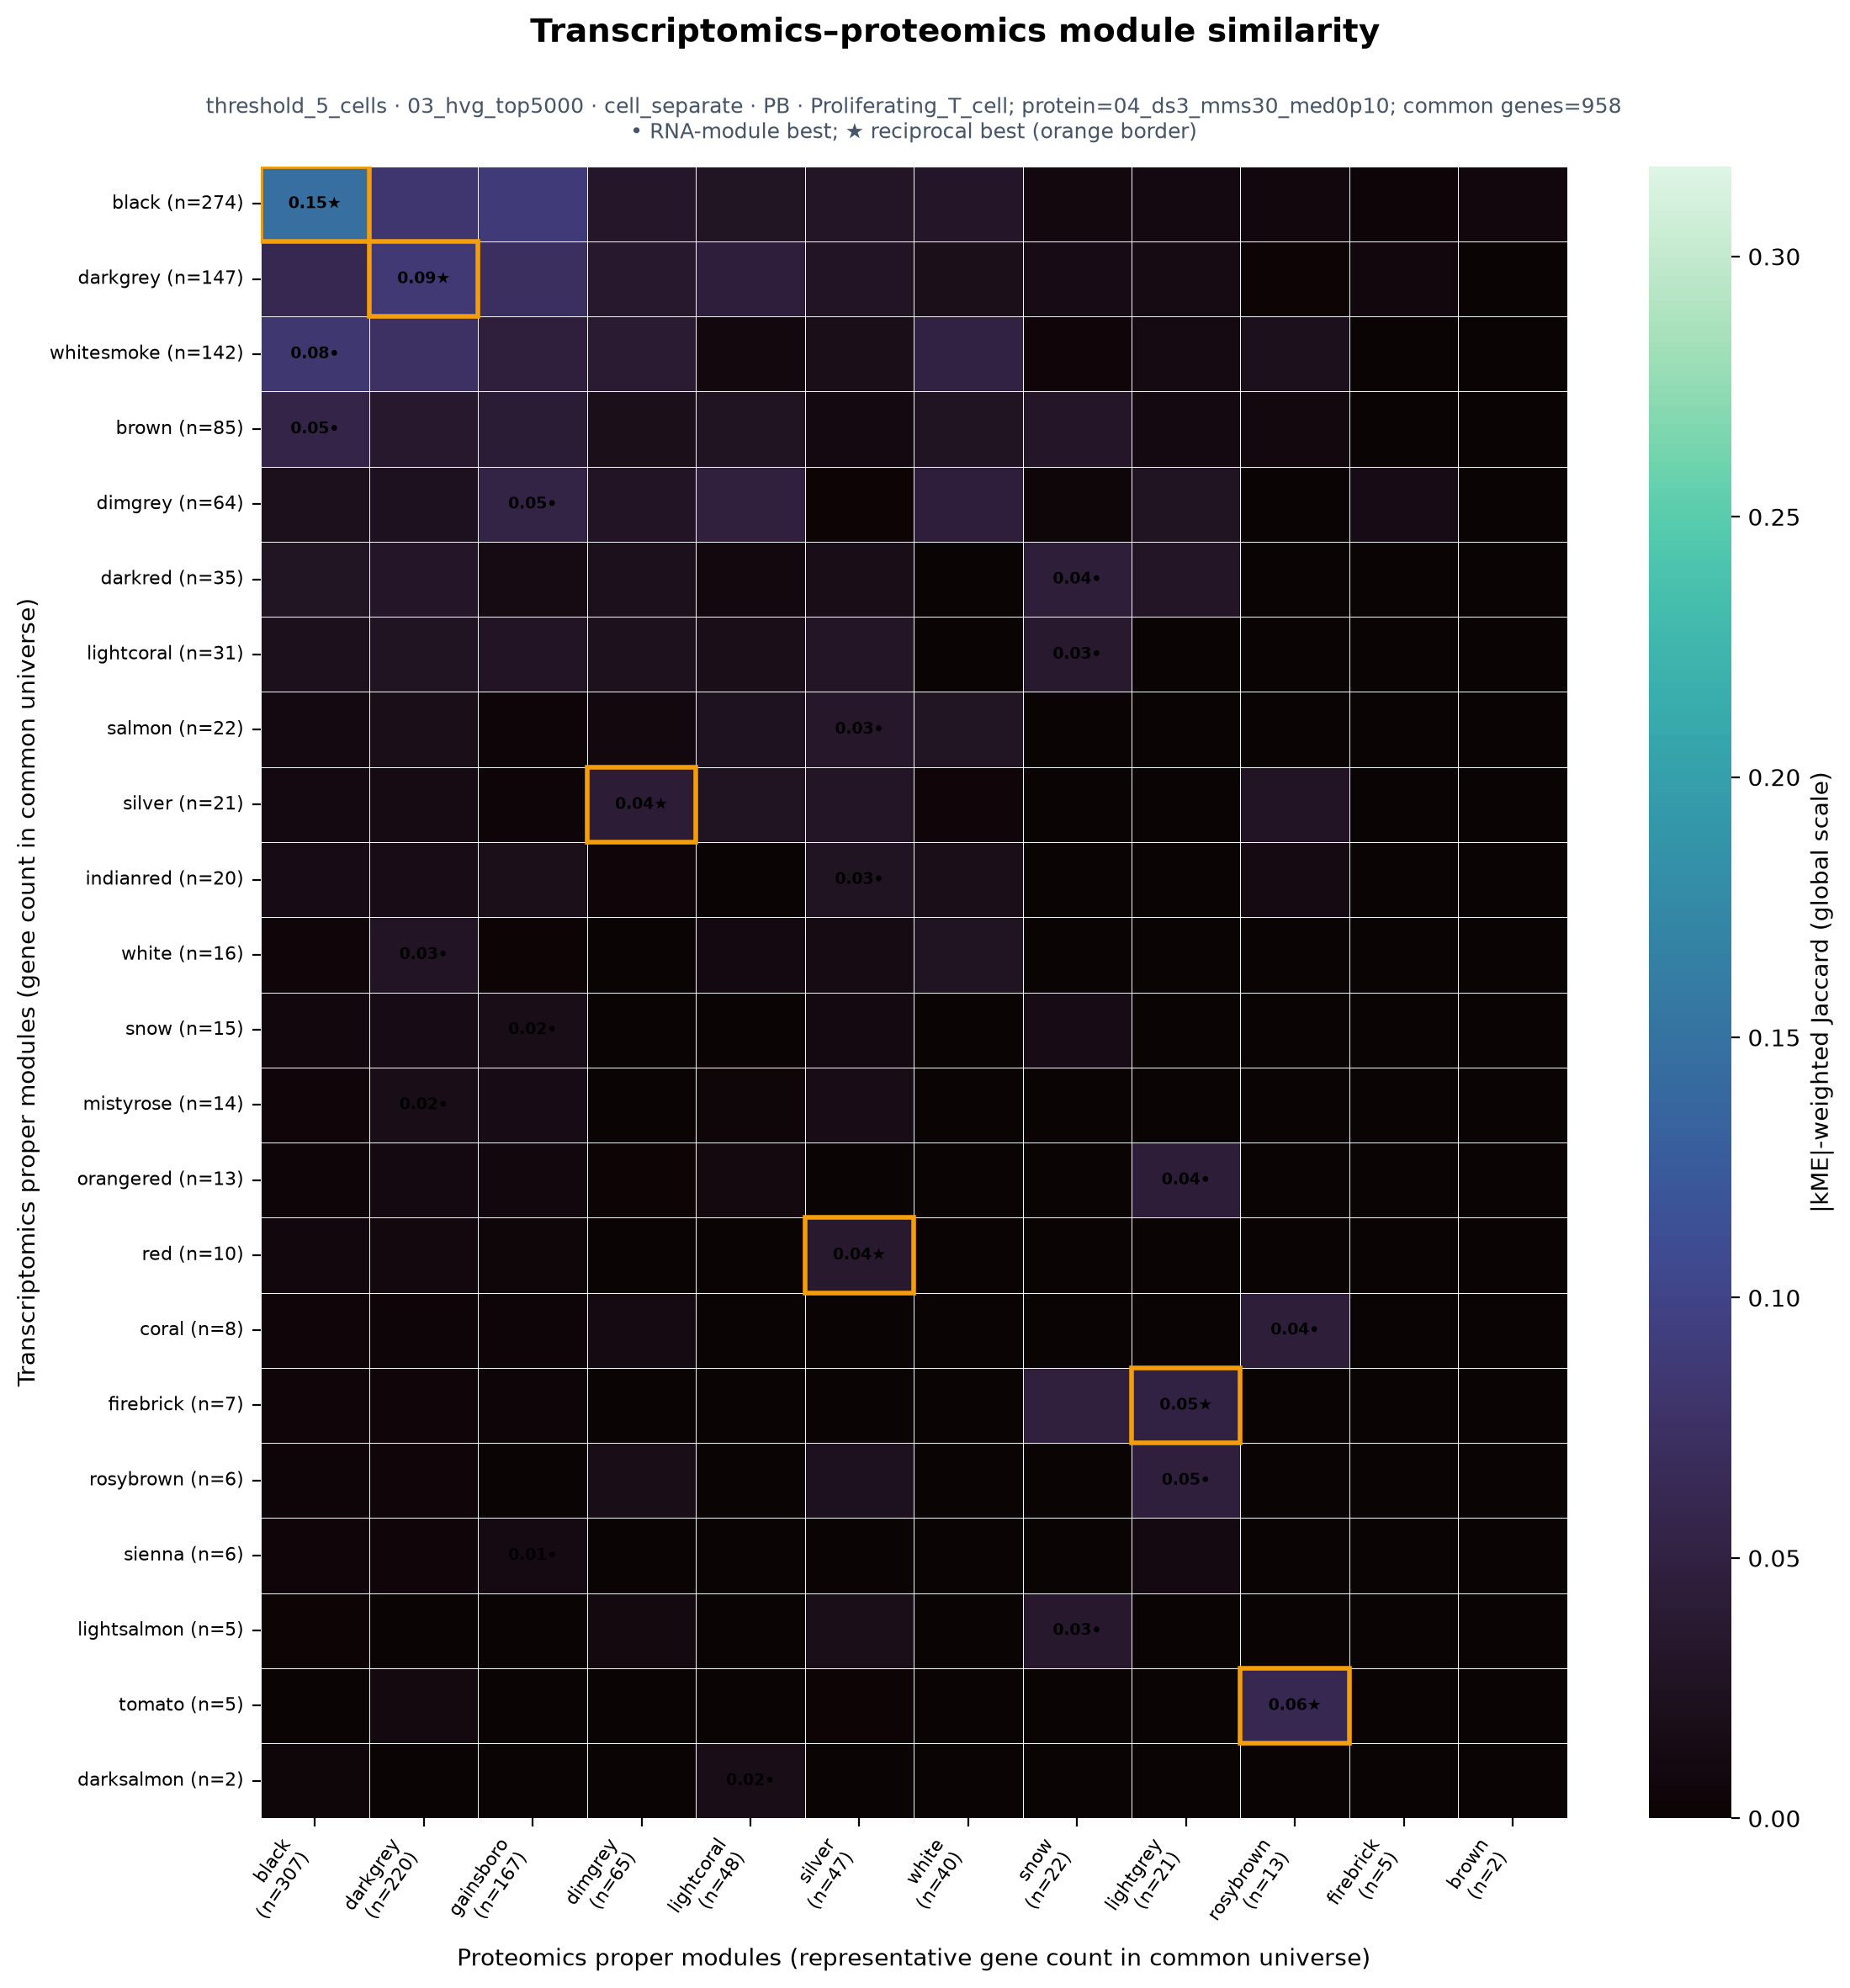 Transcriptomics–proteomics module similarity
threshold_5_cells · 03_hvg_top5000 · cell_separate · PB · Proliferating_T_cell; protein=04_ds3_mms30_med0p10; common genes=958
• RNA-module best; ★ reciprocal best (orange border)
Transcriptomics proper modules (gene count in common universe)
black (n=274)
0.15★
darkgrey (n=147)
0.09★
whitesmoke (n=142)
0.08•
brown (n=85)
0.05•
dimgrey (n=64)
0.05•
darkred (n=35)
0.04•
lightcoral (n=31)
0.03•
salmon (n=22)
0.03•
silver (n=21)
0.04★
indianred (n=20)
0.03•
white (n=16)
0.03•
snow (n=15)
0.02•
mistyrose (n=14)
0.02•
orangered (n=13)
0.04•
red (n=10)
0.04★
coral (n=8)
0.04•
firebrick (n=7)
0.05★
rosybrown (n=6)
0.05•
sienna (n=6)
0.01•
lightsalmon (n=5)
0.03•
tomato (n=5)
0.06★
darksalmon (n=2)
0.02•
black
(n=307)
darkgrey
(n=220)
gainsboro
(n=167)
dimgrey
(n=65)
lightcoral
(n=48)
silver
(n=47)
white
(n=40)
snow
(n=22)
lightgrey
(n=21)
rosybrown
(n=13)
firebrick
(n=5)
brown
(n=2)
Proteomics proper modules (representative gene count in common universe)
0.30
0.25
0.20
0.15
0.10
0.05
0.00
|kME|-weighted Jaccard (global scale)